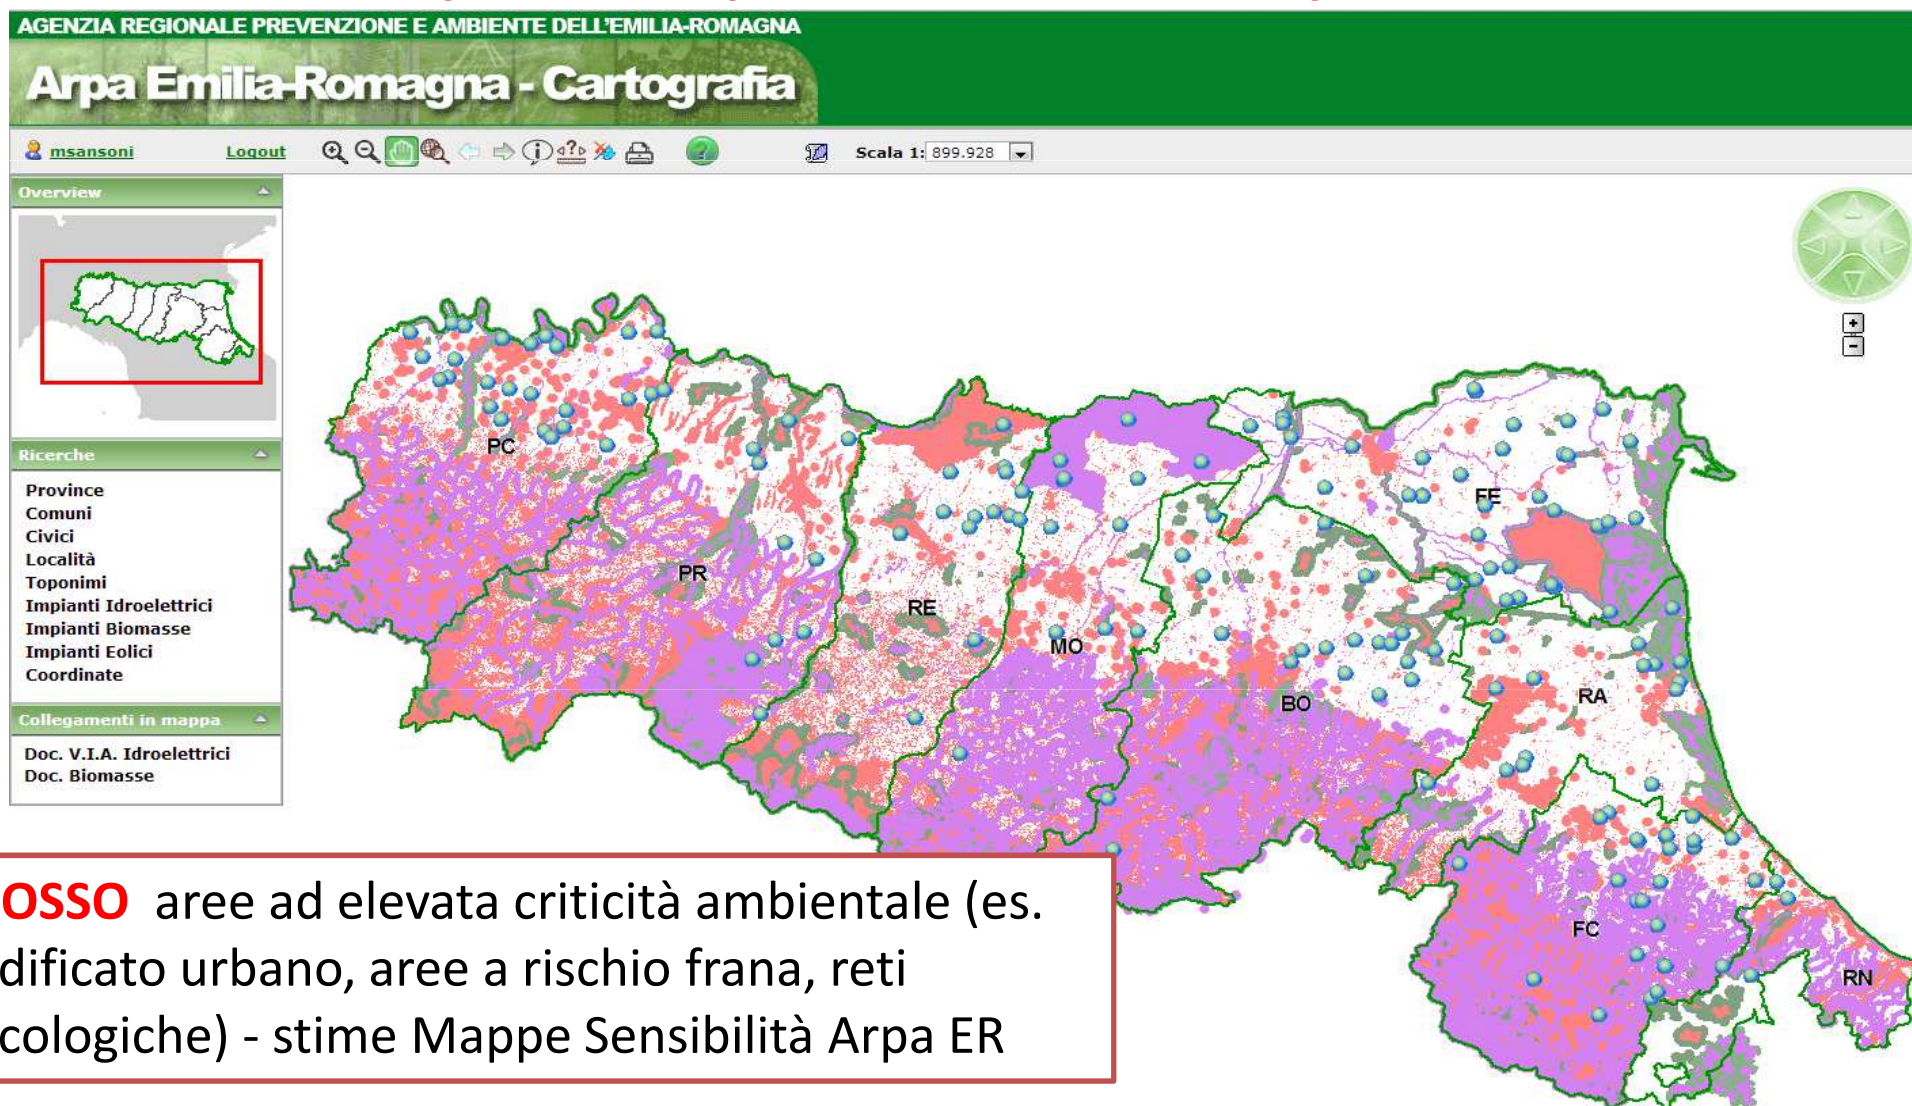 AGENZIA REGIONALE PREVENZIONE E AMBIENTE DELL'EMILIA-ROMAGNA
Arpa Emilia-Romagna - Cartografia
msansoni Logout Scala 1: 899.928
Overview
Ricerche
Province
Comuni
Civici
Località
Toponimi
Impianti Idroelettrici
Impianti Biomasse
Impianti Eolici
Coordinate
Collegamenti in mappa
Doc. V.I.A. Idroelettrici
Doc. Biomasse
PC
PR
RE
MO
BO
FE
RA
FC
RN
OSSO aree ad elevata criticità ambientale (es.
dificato urbano, aree a rischio frana, reti
cologiche) - stime Mappe Sensibilità Arpa ER